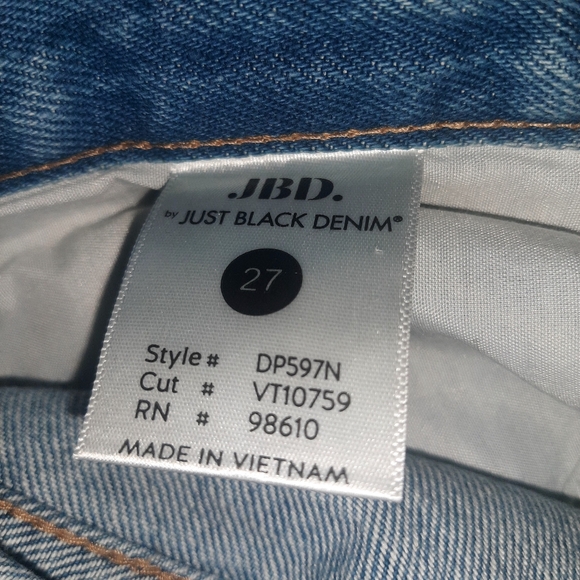 JBD.
by JUST BLACK DENIM®
27
Style# DP597N
Cut # VT10759
RN # 98610
MADE IN VIETNAM